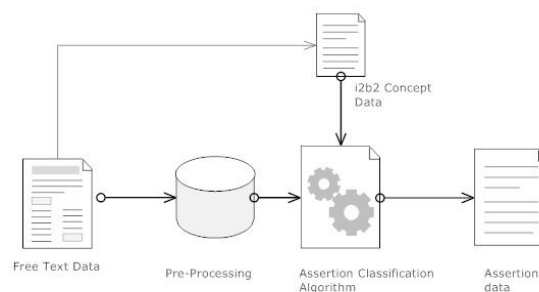 i2b2 Concept
Data
Free Text Data
Pre-Processing
Assertion Classification
Algorithm
Assertion
data